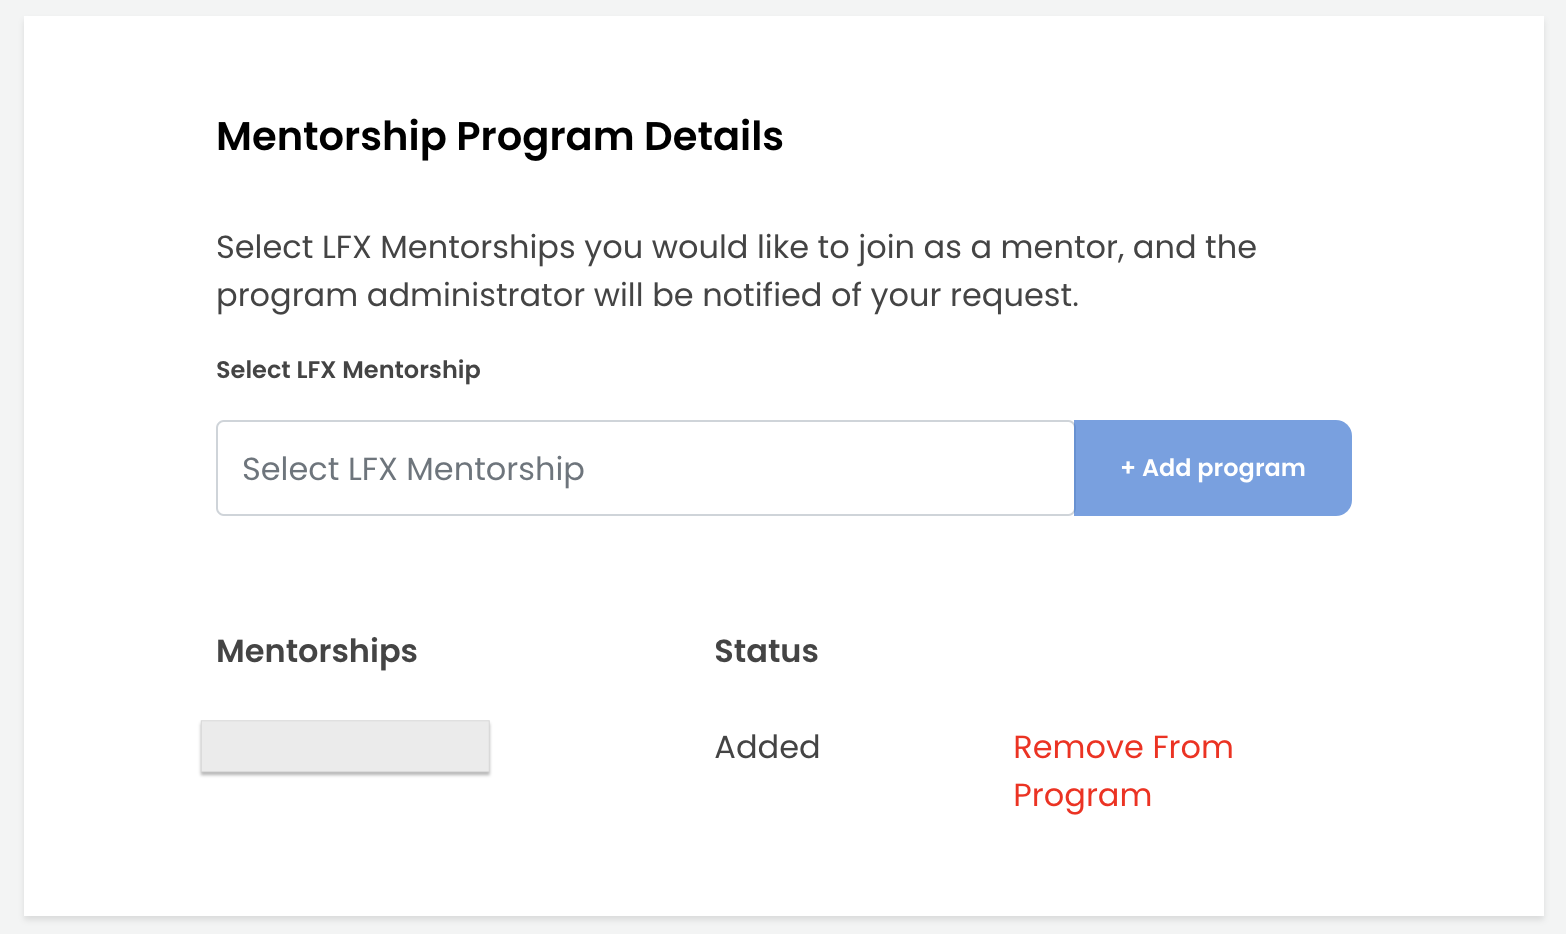 Mentorship Program Details
Select LFX Mentorships you would like to join as a mentor, and the
program administrator will be notified of your request.
Select LFX Mentorship
Select LFX Mentorship
+ Add program
Mentorships
Status
Added
Remove From
Program